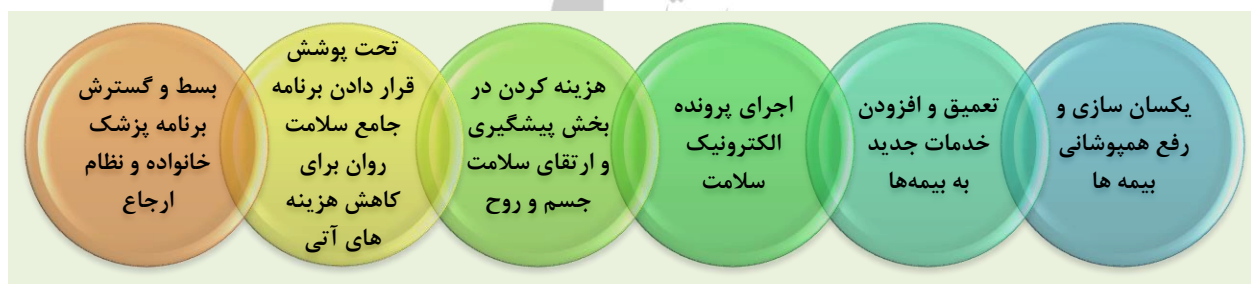 یکسان سازی و
رفع همپوشانی
بیمه ها
تعمیق و افزودن
خدمات جدید
به بیمه‌ها
اجرای پرونده
الکترونیک
سلامت
هزینه کردن در
بخش پیشگیری
و ارتقای سلامت
جسم و روح
تحت پوشش
قرار دادن برنامه
جامع سلامت
روان برای
کاهش هزینه
های آتی
بسط و گسترش
برنامه پزشک
خانواده و نظام
ارجاع